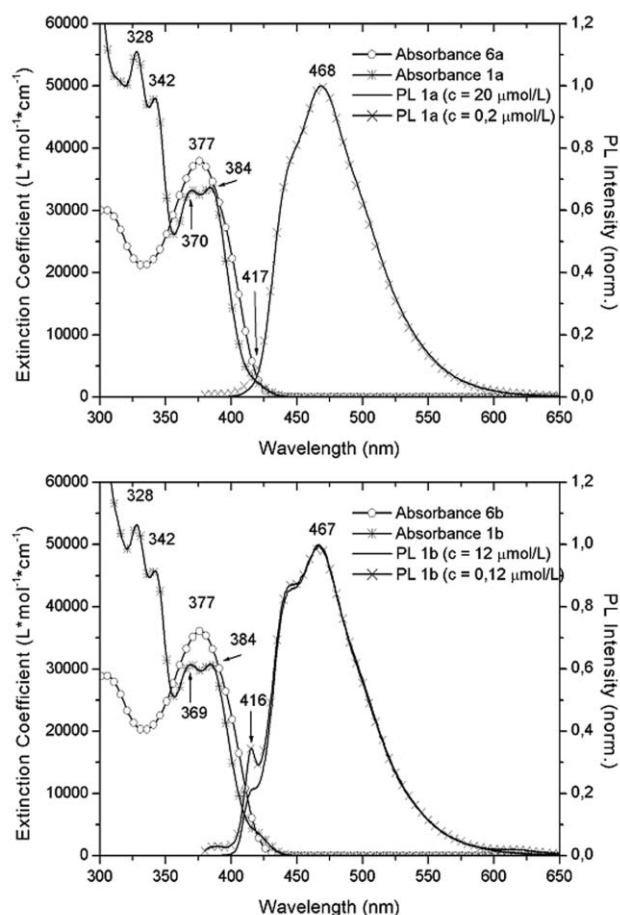 60000
50000
40000
30000
20000
10000
0
Extinction Coefficient (L*mol⁻¹*cm⁻¹)
328
342
377
384
370
417
468
Absorbance 6a
Absorbance 1a
PL 1a (c = 20 μmol/L)
PL 1a (c = 0,2 μmol/L)
1,2
1,0
0,8
0,6
0,4
0,2
0,0
PL Intensity (norm.)
300 350 400 450 500 550 600 650
Wavelength (nm)
60000
50000
40000
30000
20000
10000
0
Extinction Coefficient (L*mol⁻¹*cm⁻¹)
328
342
377
384
369
416
467
Absorbance 6b
Absorbance 1b
PL 1b (c = 12 μmol/L)
PL 1b (c = 0,12 μmol/L)
1,2
1,0
0,8
0,6
0,4
0,2
0,0
PL Intensity (norm.)
300 350 400 450 500 550 600 650
Wavelength (nm)